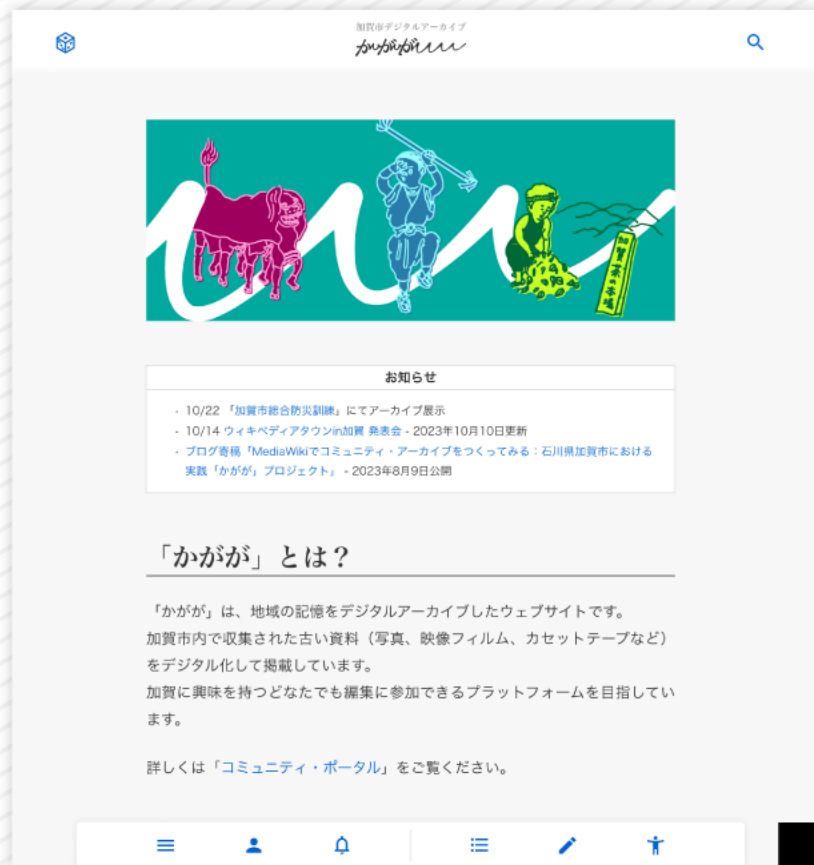 加賀市デジタルアーカイブ
かがが
加賀茶の本場
お知らせ
・ 10/22 「加賀市総合防災訓練」にてアーカイブ展示
・ 10/14 ウィキペディアタウンin加賀 発表会 - 2023年10月10日更新
・ ブログ寄稿「MediaWikiでコミュニティ・アーカイブをつくってみる：石川県加賀市における
実践「かがが」プロジェクト」 - 2023年8月9日公開
「かがが」とは？
「かがが」は、地域の記憶をデジタルアーカイブしたウェブサイトです。
加賀市内で収集された古い資料（写真、映像フィルム、カセットテープなど）
をデジタル化して掲載しています。
加賀に興味を持つどなたでも編集に参加できるプラットフォームを目指してい
ます。
詳しくは「コミュニティ・ポータル」をご覧ください。